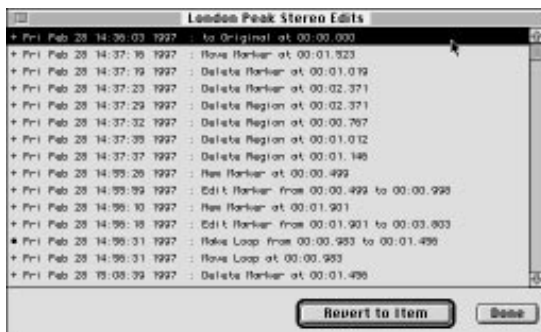 London Peak Stereo Edits
+ Fri Feb 28 14:36:03 1997 : to Original at 00:00.000
+ Fri Feb 28 14:37:16 1997 : Move Marker at 00:01.523
+ Fri Feb 28 14:37:19 1997 : Delete Marker at 00:01.019
+ Fri Feb 28 14:37:23 1997 : Delete Marker at 00:02.371
+ Fri Feb 28 14:37:29 1997 : Delete Region at 00:02.371
+ Fri Feb 28 14:37:32 1997 : Delete Region at 00:00.767
+ Fri Feb 28 14:37:35 1997 : Delete Region at 00:01.012
+ Fri Feb 28 14:37:37 1997 : Delete Region at 00:01.146
+ Fri Feb 28 14:55:26 1997 : New Marker at 00:00.499
+ Fri Feb 28 14:55:59 1997 : Edit Marker from 00:00.499 to 00:00.998
+ Fri Feb 28 14:56:10 1997 : New Marker at 00:01.901
+ Fri Feb 28 14:56:18 1997 : Edit Marker from 00:01.901 to 00:03.803
• Fri Feb 28 14:56:31 1997 : Make Loop from 00:00.983 to 00:01.456
+ Fri Feb 28 14:56:31 1997 : Move Loop at 00:00.983
+ Fri Feb 28 15:08:39 1997 : Delete Marker at 00:01.456
Revert to Item
Done